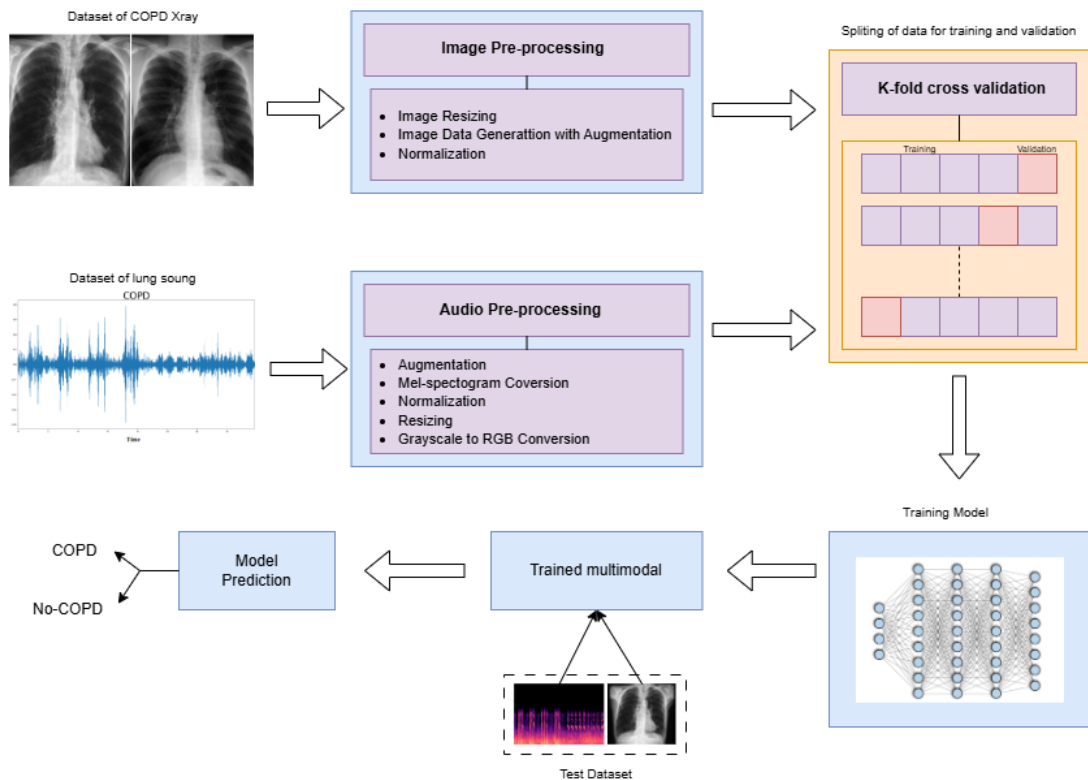 Dataset of COPD Xray
Image Pre-processing
Image Resizing
Image Data Generattion with Augmentation
Normalization
Spliting of data for training and validation
K-fold cross validation
Training
Validation
Dataset of lung soung
COPD
Time
Audio Pre-processing
Augmentation
Mel-spectogram Coversion
Normalization
Resizing
Grayscale to RGB Conversion
Training Model
Trained multimodal
Model
Prediction
COPD
No-COPD
Test Dataset